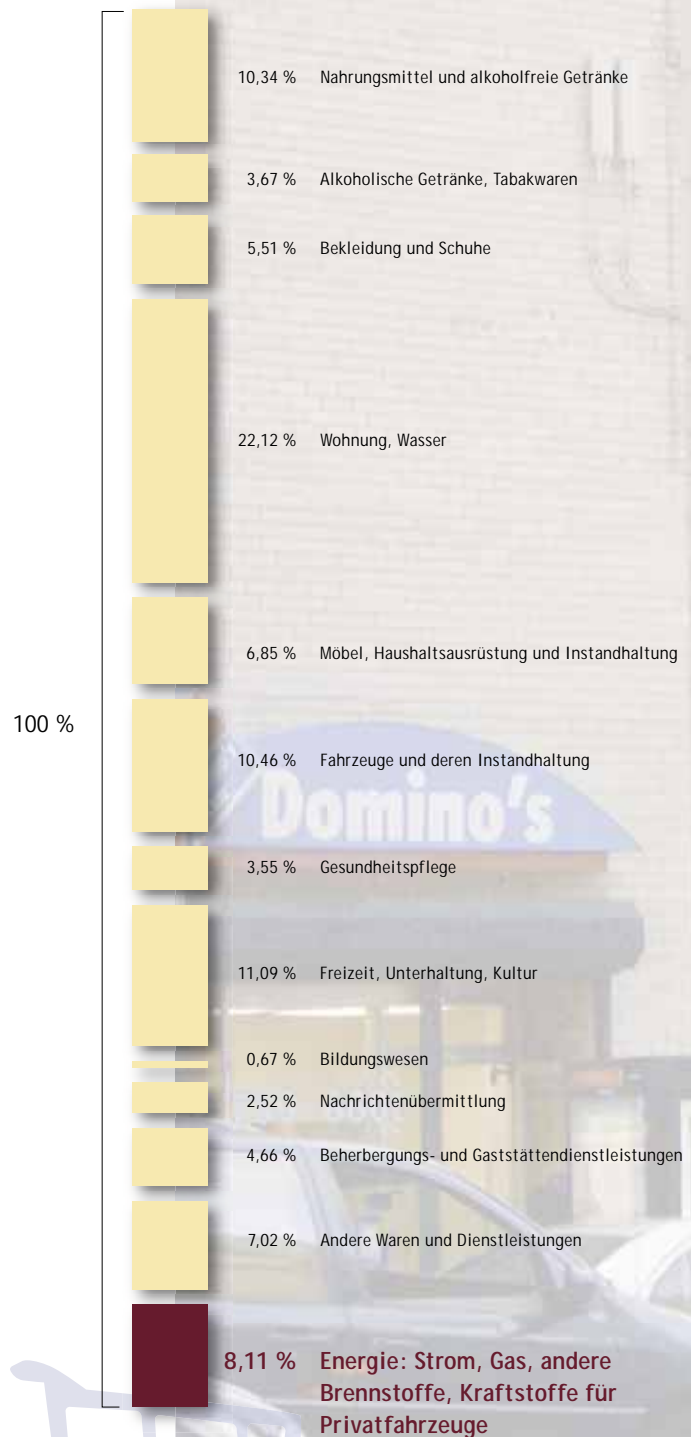 10,34 % Nahrungsmittel und alkoholfreie Getränke
3,67 % Alkoholische Getränke, Tabakwaren
5,51 % Bekleidung und Schuhe
22,12 % Wohnung, Wasser
6,85 % Möbel, Haushaltsausrüstung und Instandhaltung
100 %
10,46 % Fahrzeuge und deren Instandhaltung
Domino's
3,55 % Gesundheitspflege
11,09 % Freizeit, Unterhaltung, Kultur
0,67 % Bildungswesen
2,52 % Nachrichtenübermittlung
4,66 % Beherbergungs- und Gaststättendienstleistungen
7,02 % Andere Waren und Dienstleistungen
8,11 % Energie: Strom, Gas, andere
Brennstoffe, Kraftstoffe für
Privatfahrzeuge